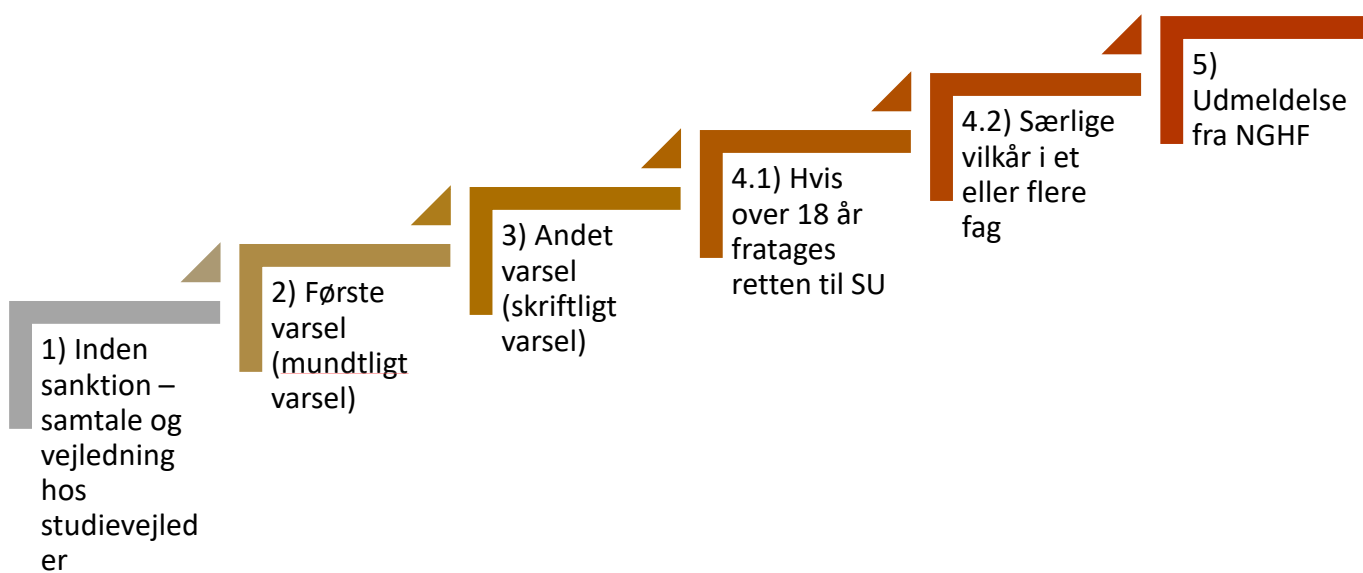 1) Inden
sanktion –
samtale og
vejledning
hos
studievejled
er
2) Første
varsel
(mundtligt
varsel)
3) Andet
varsel
(skriftligt
varsel)
4.1) Hvis
over 18 år
fratages
retten til SU
4.2) Særlige
vilkår i et
eller flere
fag
5)
Udmeldelse
fra NGHF